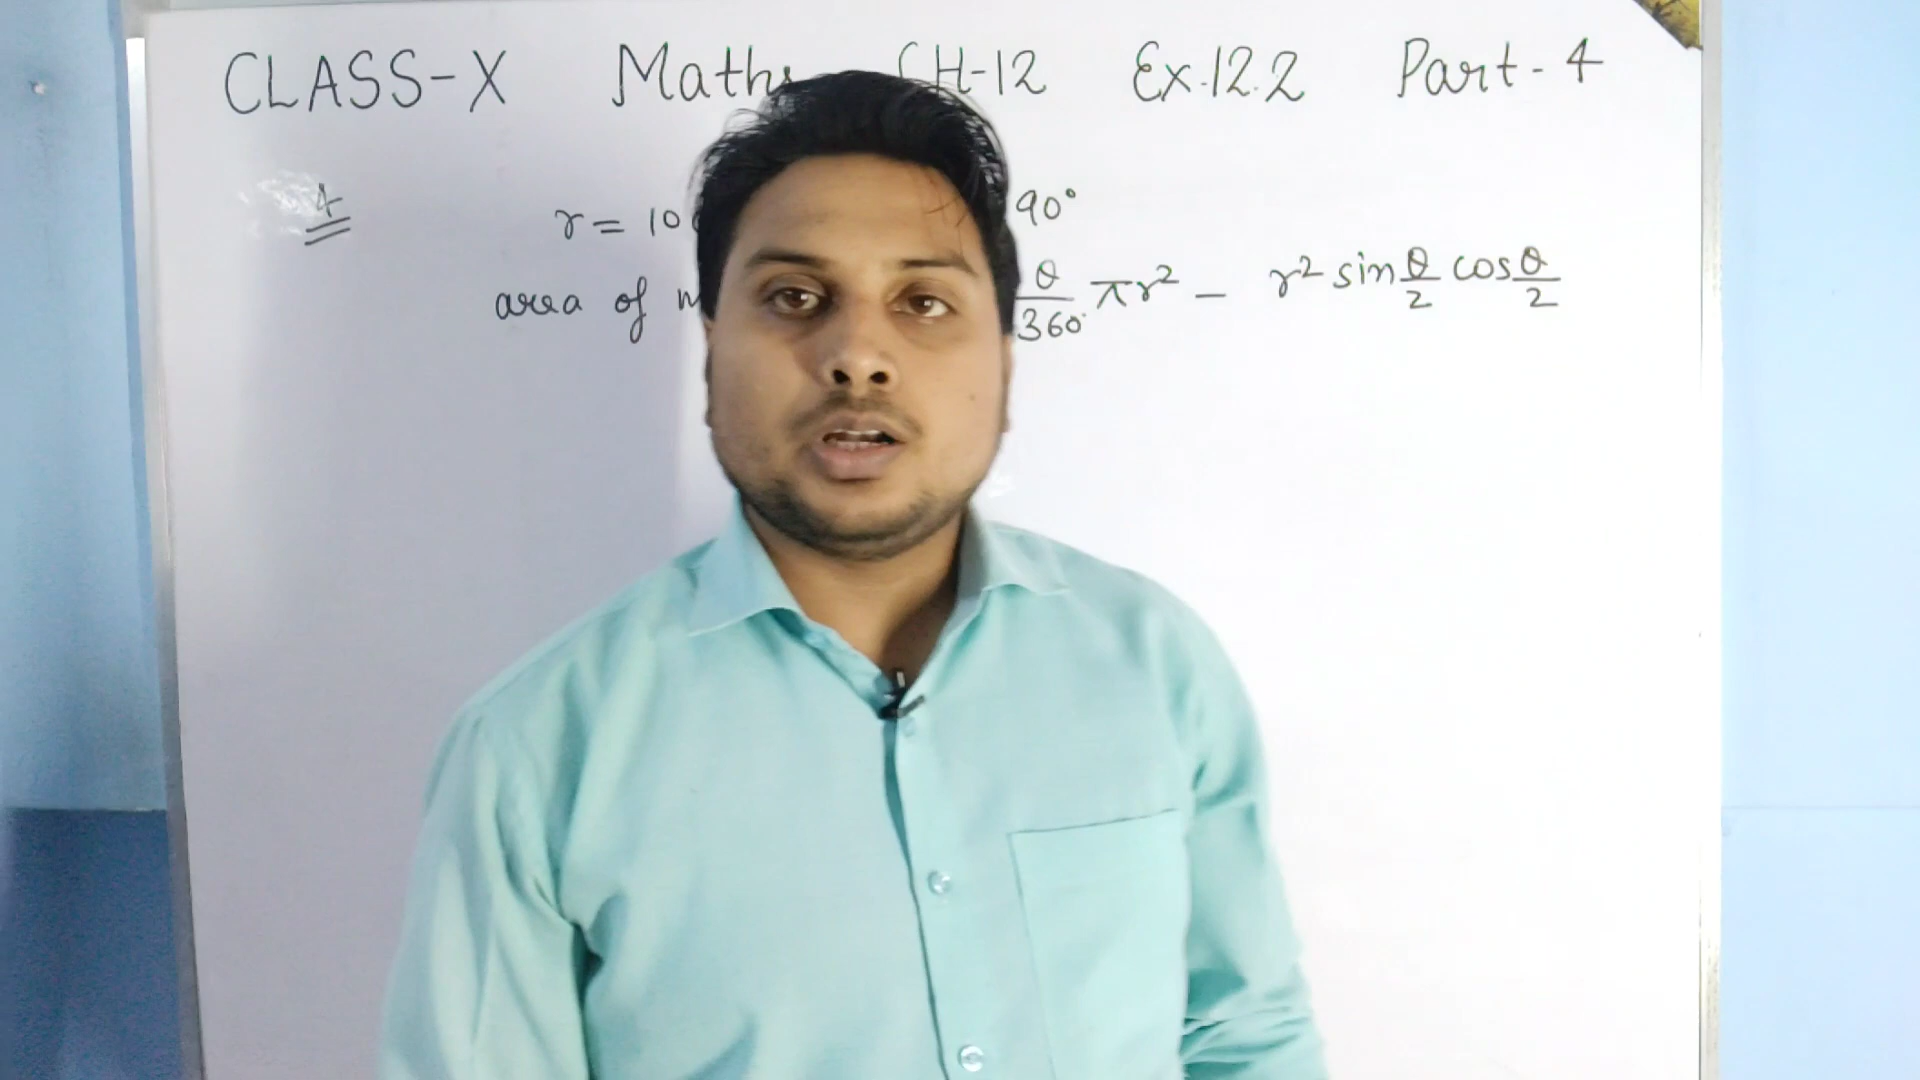 CLASS-X Maths CH-12 Ex.12.2 Part-4
4
r = 10 90°
area of θ/360° πr² - r² sin θ/2 cos θ/2